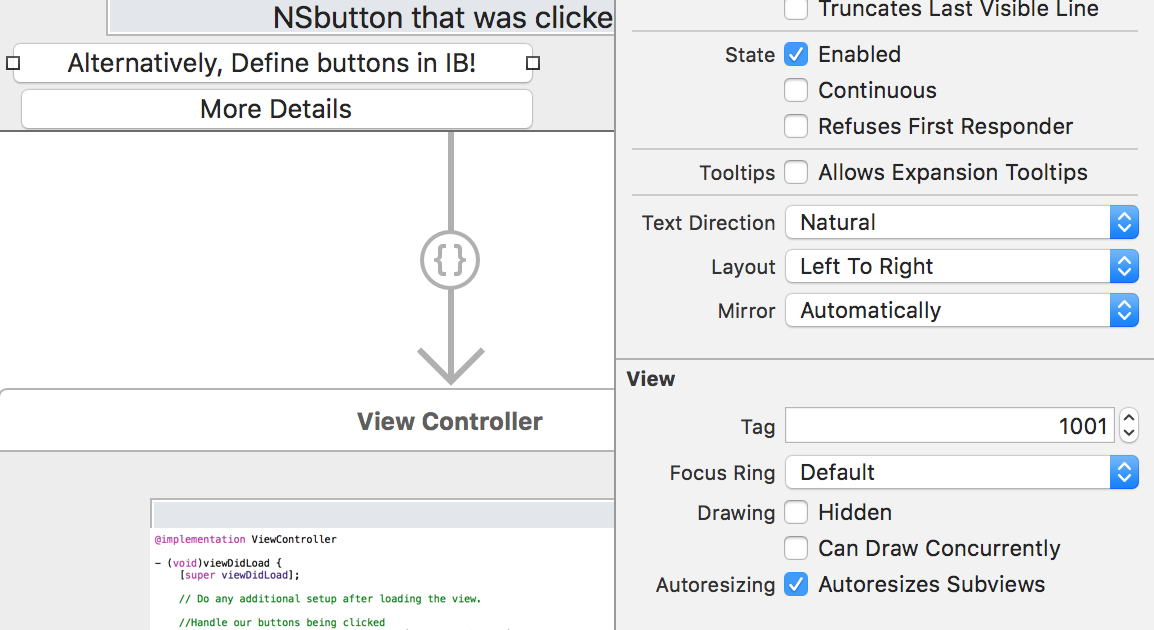 NSbutton that was clicke
Alternatively, Define buttons in IB!
More Details
{}
View Controller
@implementation ViewController
- (void)viewDidLoad {
[super viewDidLoad];
// Do any additional setup after loading the view.
//Handle our buttons being clicked
Truncates Last Visible Line
State Enabled
Continuous
Refuses First Responder
Tooltips Allows Expansion Tooltips
Text Direction Natural
Layout Left To Right
Mirror Automatically
View
Tag 1001
Focus Ring Default
Drawing Hidden
Can Draw Concurrently
Autoresizing Autoresizes Subviews